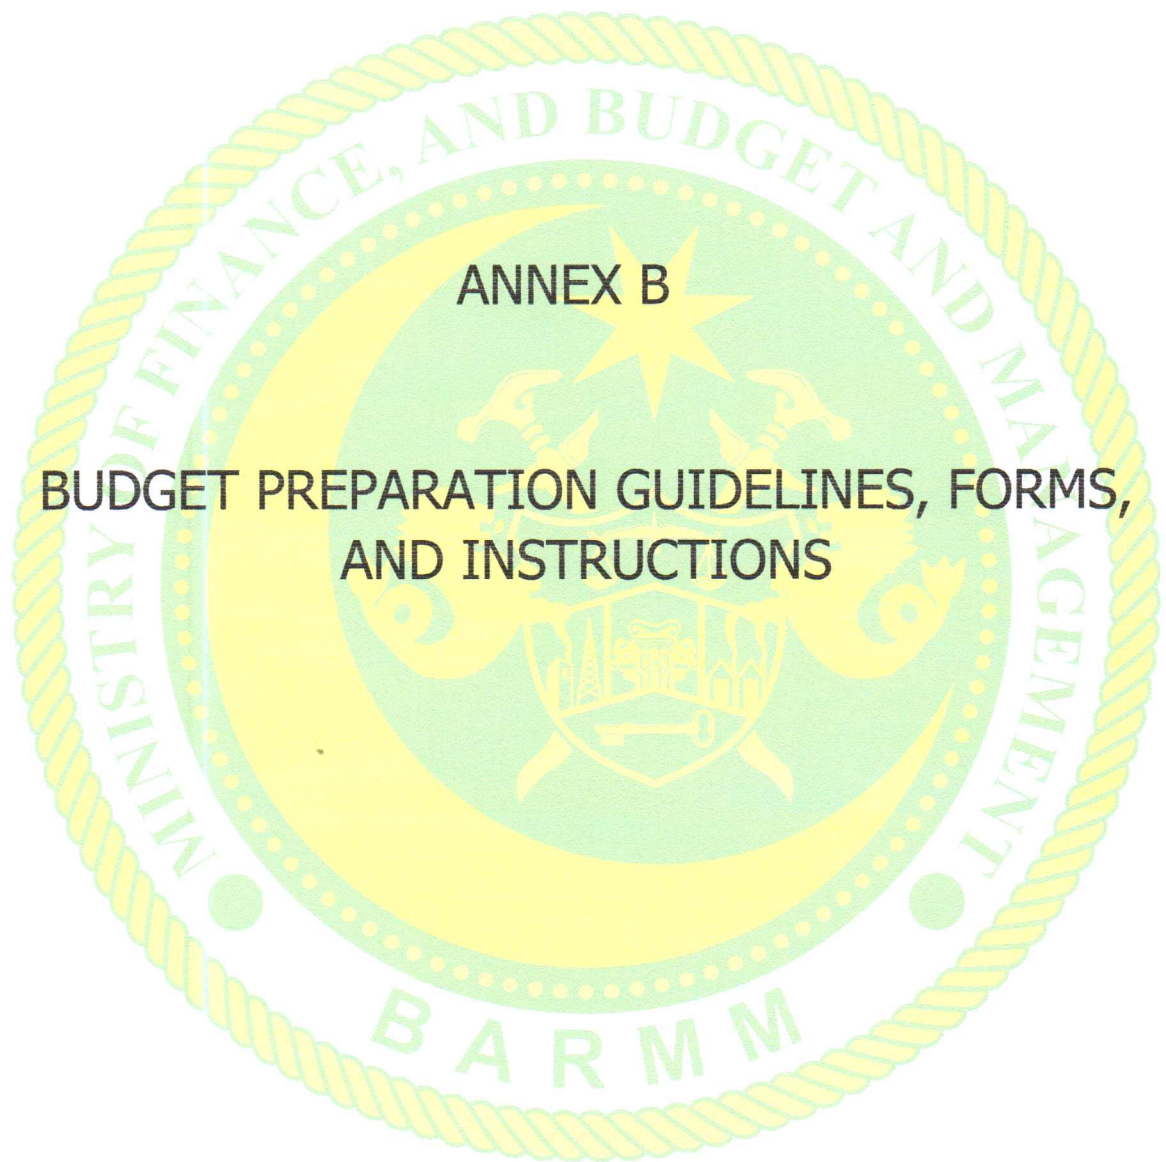 MINISTRY OF FINANCE, AND BUDGET AND MANAGEMENT
ANNEX B
BUDGET PREPARATION GUIDELINES, FORMS,
AND INSTRUCTIONS
BARMM